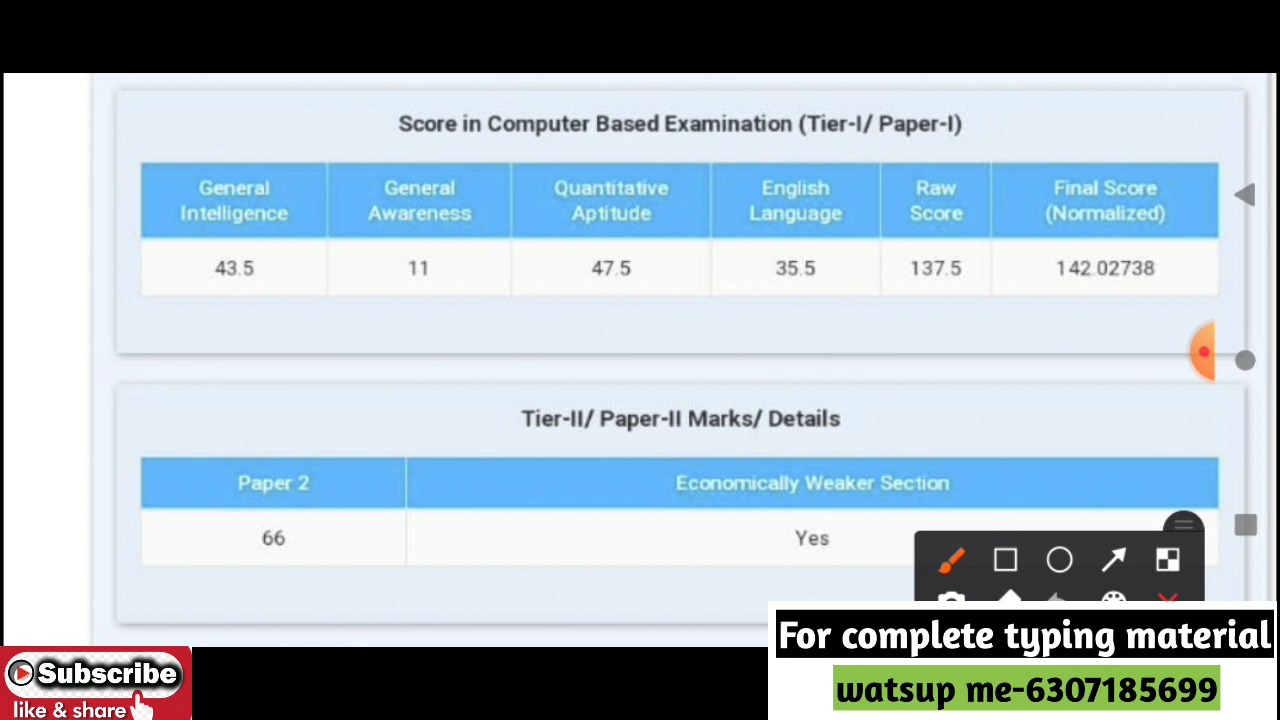 Score in Computer Based Examination (Tier-I/ Paper-I)
General Intelligence
General Awareness
Quantitative Aptitude
English Language
Raw Score
Final Score (Normalized)
43.5
11
47.5
35.5
137.5
142.02738
Tier-II/ Paper-II Marks/ Details
Paper 2
Economically Weaker Section
66
Yes
For complete typing material
watsup me-6307185699
Subscribe
like & share